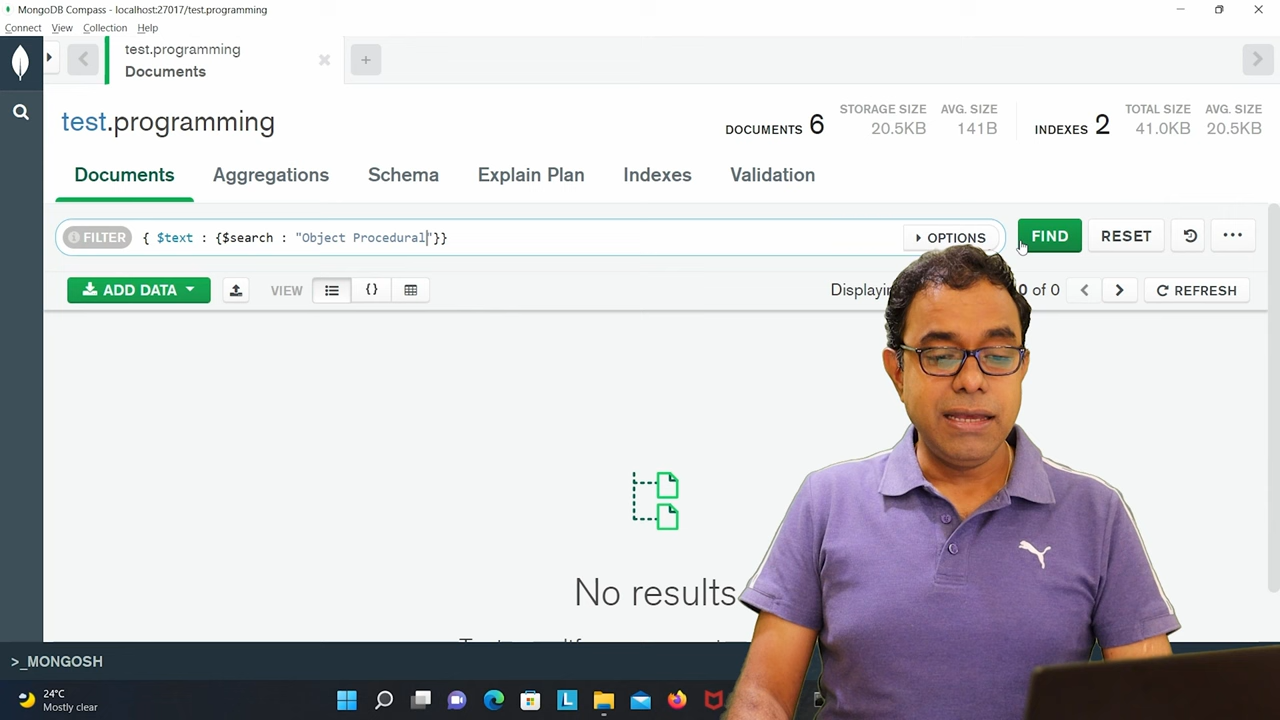 MongoDB Compass - localhost:27017/test.programming
Connect View Collection Help
test.programming
Documents
test.programming
DOCUMENTS 6
STORAGE SIZE
20.5KB
AVG. SIZE
141B
INDEXES 2
TOTAL SIZE
41.0KB
AVG. SIZE
20.5KB
Documents Aggregations Schema Explain Plan Indexes Validation
FILTER { $text : {$search : "Object Procedural"}} OPTIONS FIND RESET
ADD DATA VIEW { } 0 of 0 REFRESH
No results
>_MONGOSH
24°C
Mostly clear